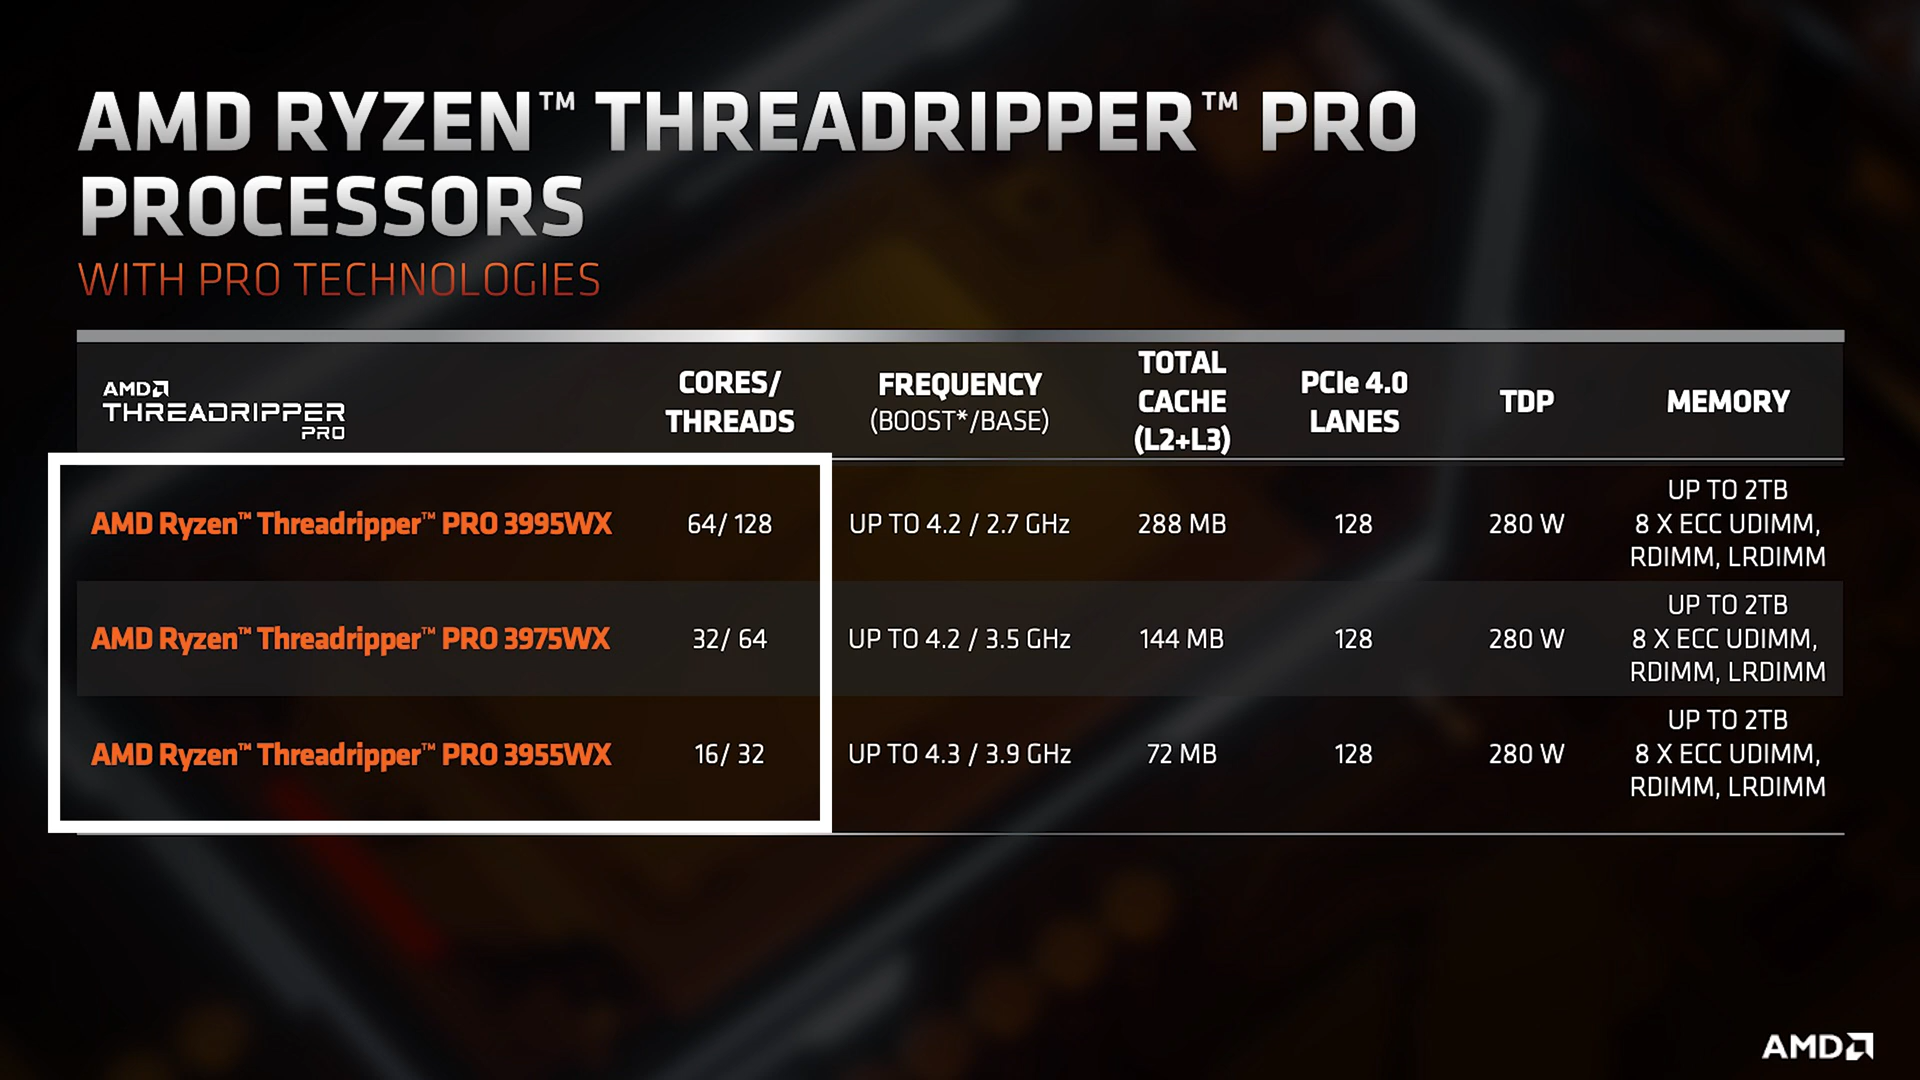 AMD RYZEN™ THREADRIPPER™ PRO
PROCESSORS
WITH PRO TECHNOLOGIES
AMD
THREADRIPPER
PRO
CORES/
THREADS
FREQUENCY
(BOOST*/BASE)
TOTAL
CACHE
(L2+L3)
PCIe 4.0
LANES
TDP
MEMORY
AMD Ryzen™ Threadripper™ PRO 3995WX
64/ 128
UP TO 4.2 / 2.7 GHz
288 MB
128
280 W
UP TO 2TB
8 X ECC UDIMM,
RDIMM, LRDIMM
AMD Ryzen™ Threadripper™ PRO 3975WX
32/ 64
UP TO 4.2 / 3.5 GHz
144 MB
128
280 W
UP TO 2TB
8 X ECC UDIMM,
RDIMM, LRDIMM
AMD Ryzen™ Threadripper™ PRO 3955WX
16/ 32
UP TO 4.3 / 3.9 GHz
72 MB
128
280 W
UP TO 2TB
8 X ECC UDIMM,
RDIMM, LRDIMM
AMD